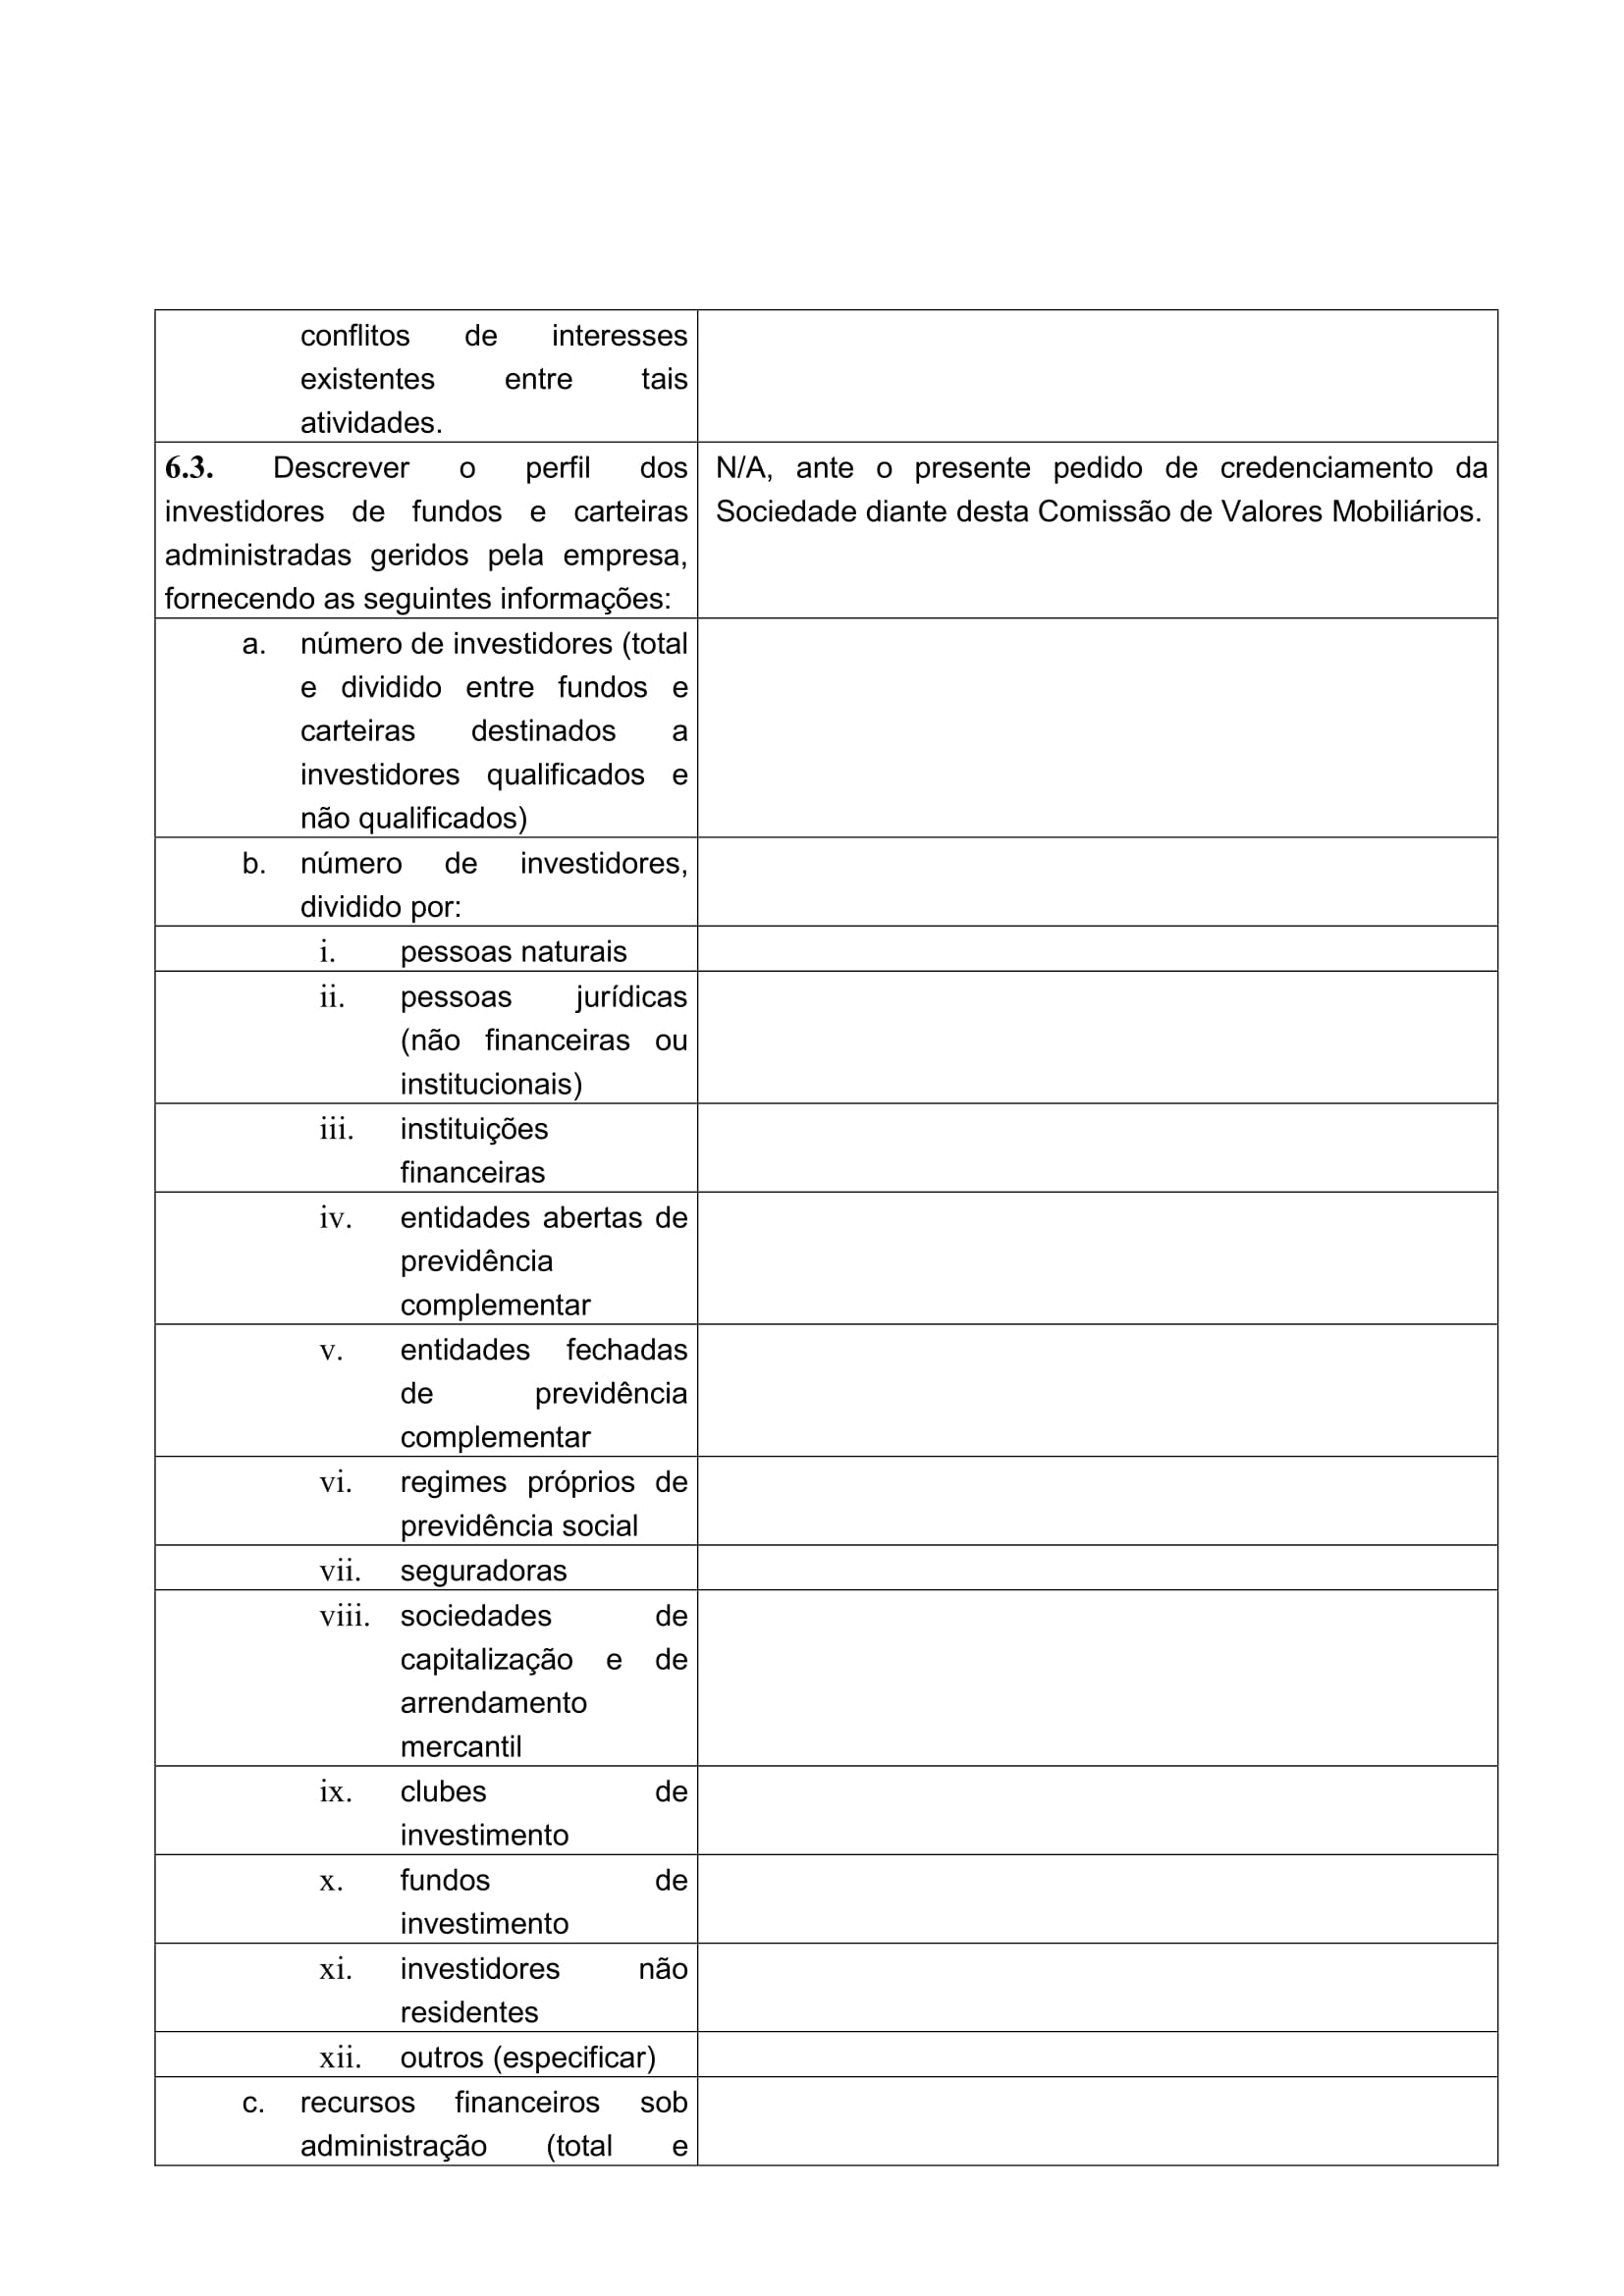 conflitos de interesses
existentes entre tais
atividades.
6.3. Descrever o perfil dos
investidores de fundos e carteiras
administradas geridos pela empresa,
fornecendo as seguintes informações:
N/A, ante o presente pedido de credenciamento da
Sociedade diante desta Comissão de Valores Mobiliários.
a. número de investidores (total
e dividido entre fundos e
carteiras destinados a
investidores qualificados e
não qualificados)
b. número de investidores,
dividido por:
i. pessoas naturais
ii. pessoas jurídicas
(não financeiras ou
institucionais)
iii. instituições
financeiras
iv. entidades abertas de
previdência
complementar
v. entidades fechadas
de previdência
complementar
vi. regimes próprios de
previdência social
vii. seguradoras
viii. sociedades de
capitalização e de
arrendamento
mercantil
ix. clubes de
investimento
x. fundos de
investimento
xi. investidores não
residentes
xii. outros (especificar)
c. recursos financeiros sob
administração (total e